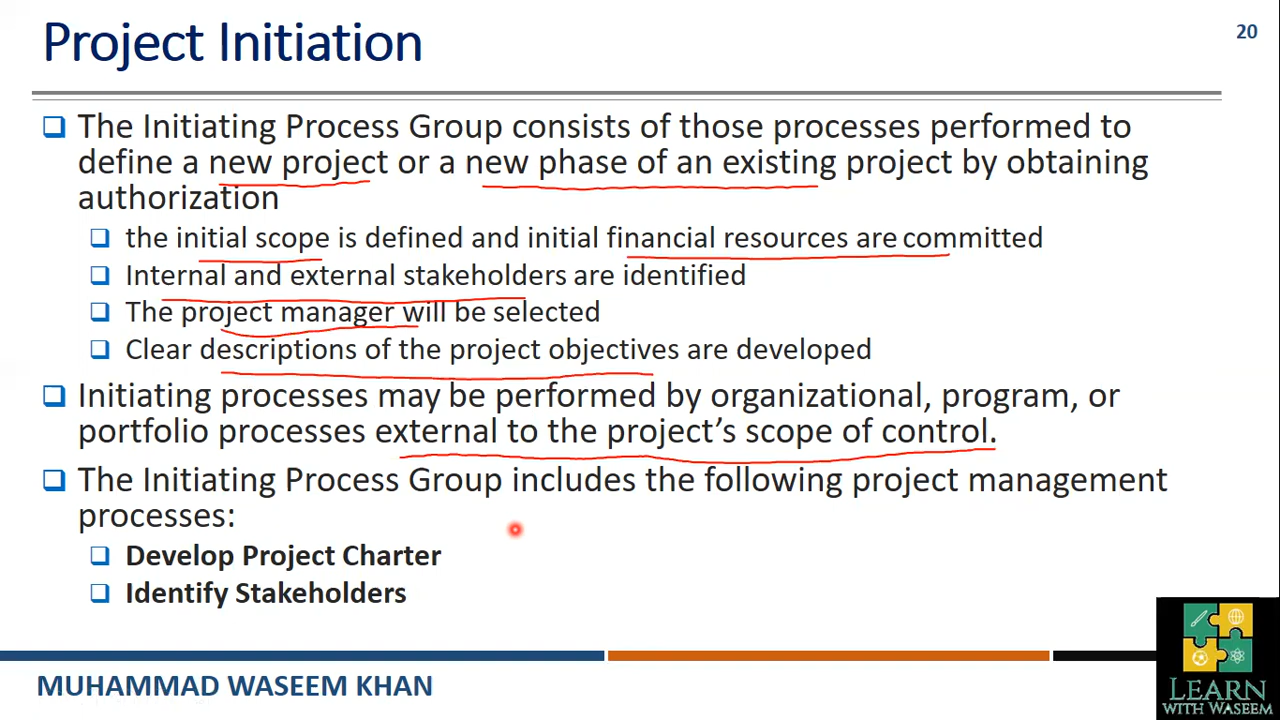 Project Initiation
20
The Initiating Process Group consists of those processes performed to
define a new project or a new phase of an existing project by obtaining
authorization
the initial scope is defined and initial financial resources are committed
Internal and external stakeholders are identified
The project manager will be selected
Clear descriptions of the project objectives are developed
Initiating processes may be performed by organizational, program, or
portfolio processes external to the project’s scope of control.
The Initiating Process Group includes the following project management
processes:
Develop Project Charter
Identify Stakeholders
MUHAMMAD WASEEM KHAN
LEARN
WITH WASEEM